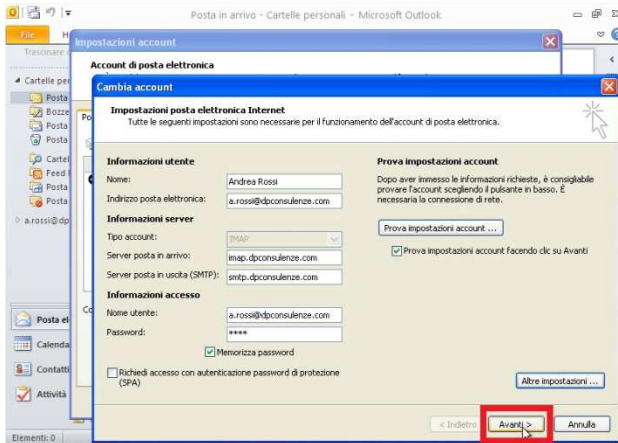 Posta in arrivo - Cartelle personali - Microsoft Outlook
File
Impostazioni account
Account di posta elettronica
Cambia account
Impostazioni posta elettronica Internet
Tutte le seguenti impostazioni sono necessarie per il funzionamento dell'account di posta elettronica.
Trascinare
Cartelle per
Posta
Bozze
Posta
Posta
Cartel
Feed
Posta
Posta
a.rossi@dp
Posta el
Calenda
Contatti
Attività
Elementi: 0
Informazioni utente
Nome:
Andrea Rossi
Indirizzo posta elettronica:
a.rossi@dpconsulenze.com
Informazioni server
Tipo account:
IMAP
Server posta in arrivo:
imap.dpconsulenze.com
Server posta in uscita (SMTP):
smtp.dpconsulenze.com
Informazioni accesso
Nome utente:
a.rossi@dpconsulenze.com
Password:
****
Memorizza password
Richiedi accesso con autenticazione password di protezione
(SPA)
Prova impostazioni account
Dopo aver immesso le informazioni richieste, è consigliabile
provare l'account scegliendo il pulsante in basso. È
necessaria la connessione di rete.
Prova impostazioni account ...
Prova impostazioni account facendo clic su Avanti
Altre impostazioni ...
< Indietro
Avanti >
Annulla